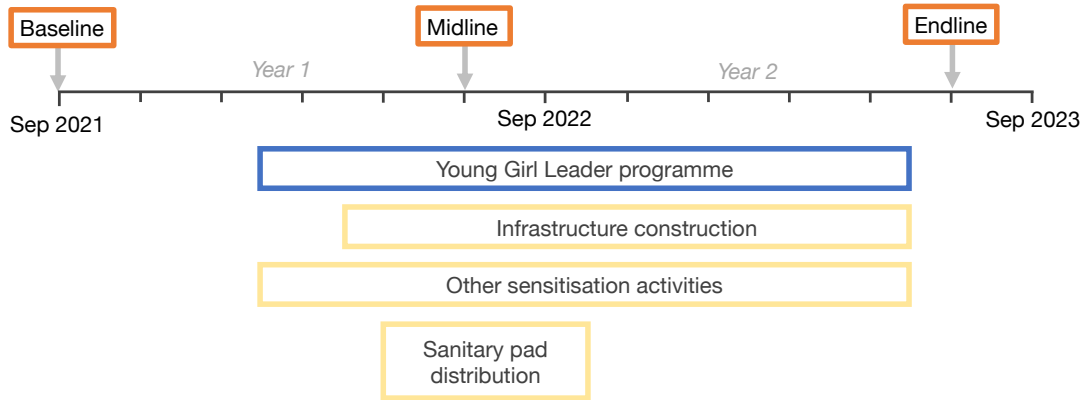 Baseline
Midline
Endline
Year 1
Year 2
Sep 2021
Sep 2022
Sep 2023
Young Girl Leader programme
Infrastructure construction
Other sensitisation activities
Sanitary pad
distribution